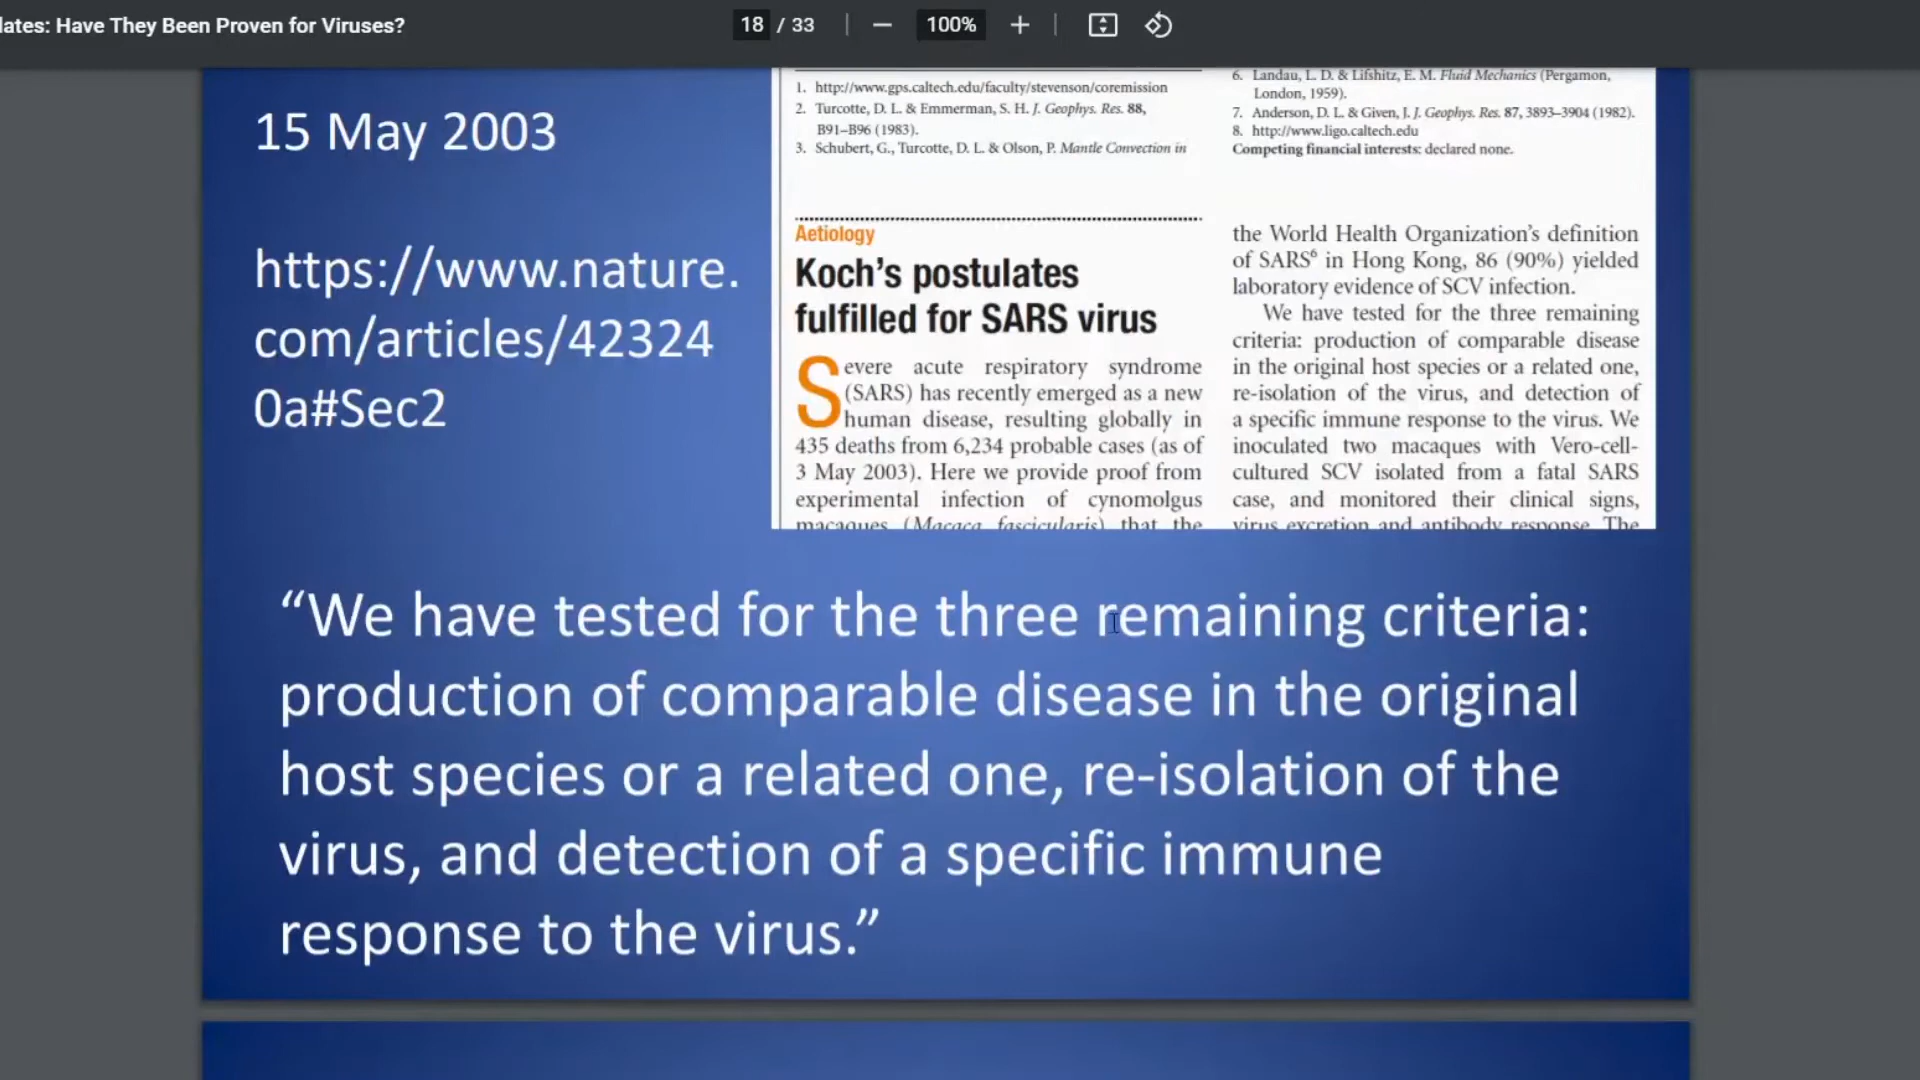 lates: Have They Been Proven for Viruses?
18 / 33
100%
15 May 2003
https://www.nature.
com/articles/42324
0a#Sec2
1. http://www.gps.caltech.edu/faculty/stevenson/coremission
2. Turcotte, D. L. & Emmerman, S. H. J. Geophys. Res. 88,
B91–B96 (1983).
3. Schubert, G., Turcotte, D. L. & Olson, P. Mantle Convection in
6. Landau, L. D. & Lifshitz, E. M. Fluid Mechanics (Pergamon,
London, 1959).
7. Anderson, D. L. & Given, J. J. Geophys. Res. 87, 3893–3904 (1982).
8. http://www.ligo.caltech.edu
Competing financial interests: declared none.
Aetiology
Koch's postulates
fulfilled for SARS virus
Severe acute respiratory syndrome
(SARS) has recently emerged as a new
human disease, resulting globally in
435 deaths from 6,234 probable cases (as of
3 May 2003). Here we provide proof from
experimental infection of cynomolgus
macaques (Macaca fascicularis) that the
the World Health Organization's definition
of SARS6 in Hong Kong, 86 (90%) yielded
laboratory evidence of SCV infection.
We have tested for the three remaining
criteria: production of comparable disease
in the original host species or a related one,
re-isolation of the virus, and detection of
a specific immune response to the virus. We
inoculated two macaques with Vero-cell-
cultured SCV isolated from a fatal SARS
case, and monitored their clinical signs,
virus excretion and antibody response. The
“We have tested for the three remaining criteria:
production of comparable disease in the original
host species or a related one, re-isolation of the
virus, and detection of a specific immune
response to the virus.”